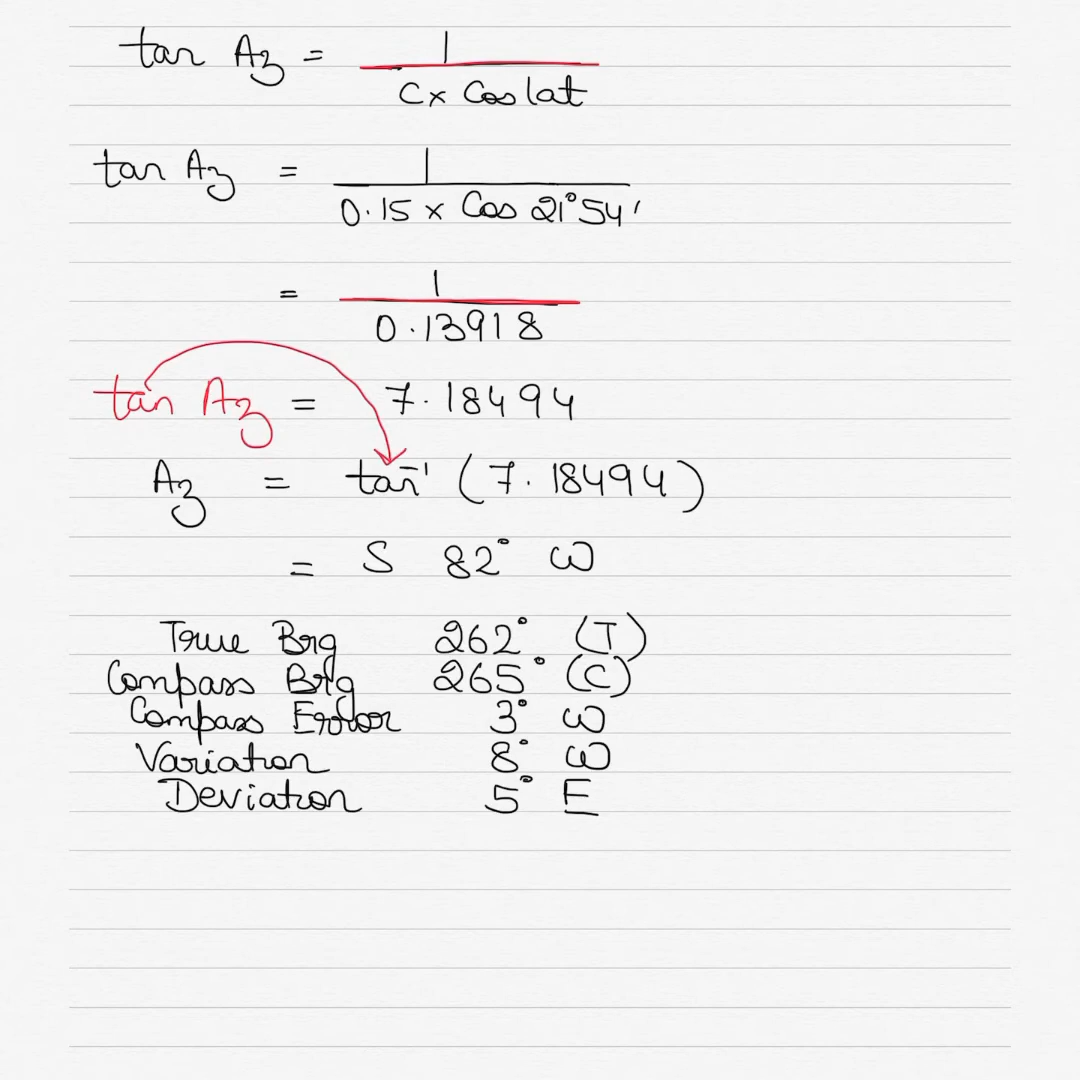 tan Az = 1 / C x Cos lat
tan Az = 1 / 0.15 x Cos 21°54'
= 1 / 0.13918
tan Az = 7.18494
Az = tan⁻¹ (7.18494)
= S 82° W
True Brg 262° (T)
Compass Brg 265° (C)
Compass Error 3° W
Variation 8° W
Deviation 5° E